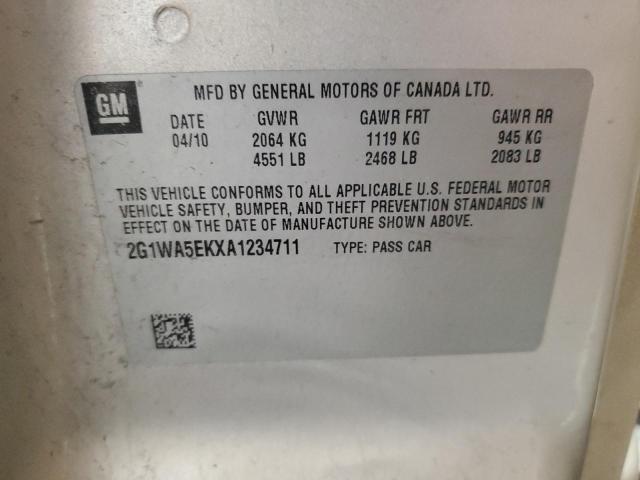 GM
MFD BY GENERAL MOTORS OF CANADA LTD.
DATE GVWR GAWR FRT GAWR RR
04/10 2064 KG 1119 KG 945 KG
4551 LB 2468 LB 2083 LB
THIS VEHICLE CONFORMS TO ALL APPLICABLE U.S. FEDERAL MOTOR
VEHICLE SAFETY, BUMPER, AND THEFT PREVENTION STANDARDS IN
EFFECT ON THE DATE OF MANUFACTURE SHOWN ABOVE.
2G1WA5EKXA1234711 TYPE: PASS CAR